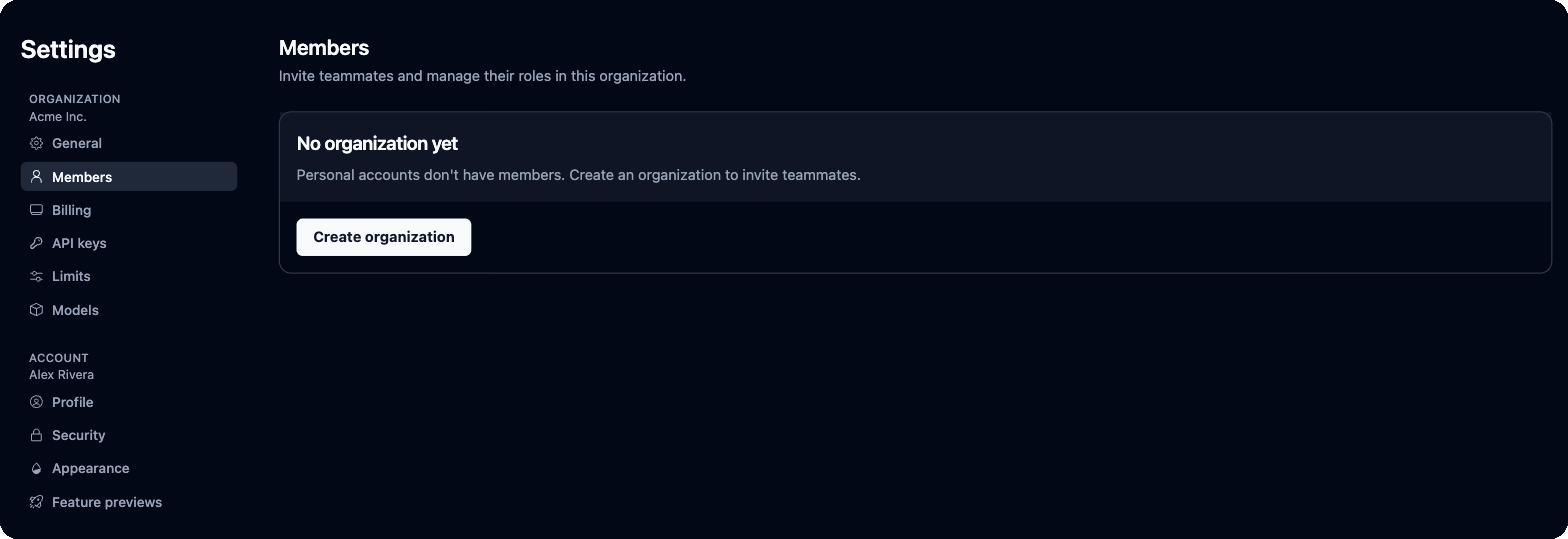 Settings
ORGANIZATION
Acme Inc.
General
Members
Billing
API keys
Limits
Models
ACCOUNT
Alex Rivera
Profile
Security
Appearance
Feature previews
Members
Invite teammates and manage their roles in this organization.
No organization yet
Personal accounts don't have members. Create an organization to invite teammates.
Create organization